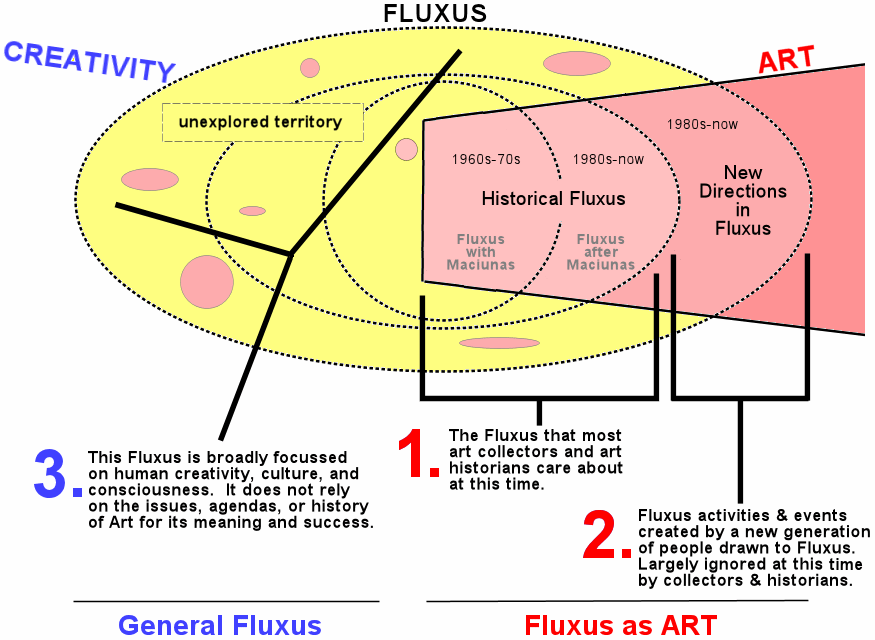 FLUXUS
CREATIVITY
ART
unexplored territory
1960s-70s
1980s-now
1980s-now
Historical Fluxus
New
Directions
in
Fluxus
Fluxus
with
Maciunas
Fluxus
after
Maciunas
3.
This Fluxus is broadly focussed
on human creativity, culture, and
consciousness.  It does not rely
on the issues, agendas, or history
of Art for its meaning and success.
1.
The Fluxus that most
art collectors and art
historians care about
at this time.
2.
Fluxus activities & events
created by a new generation
of people drawn to Fluxus.
Largely ignored at this time
by collectors & historians.
General Fluxus
Fluxus as ART